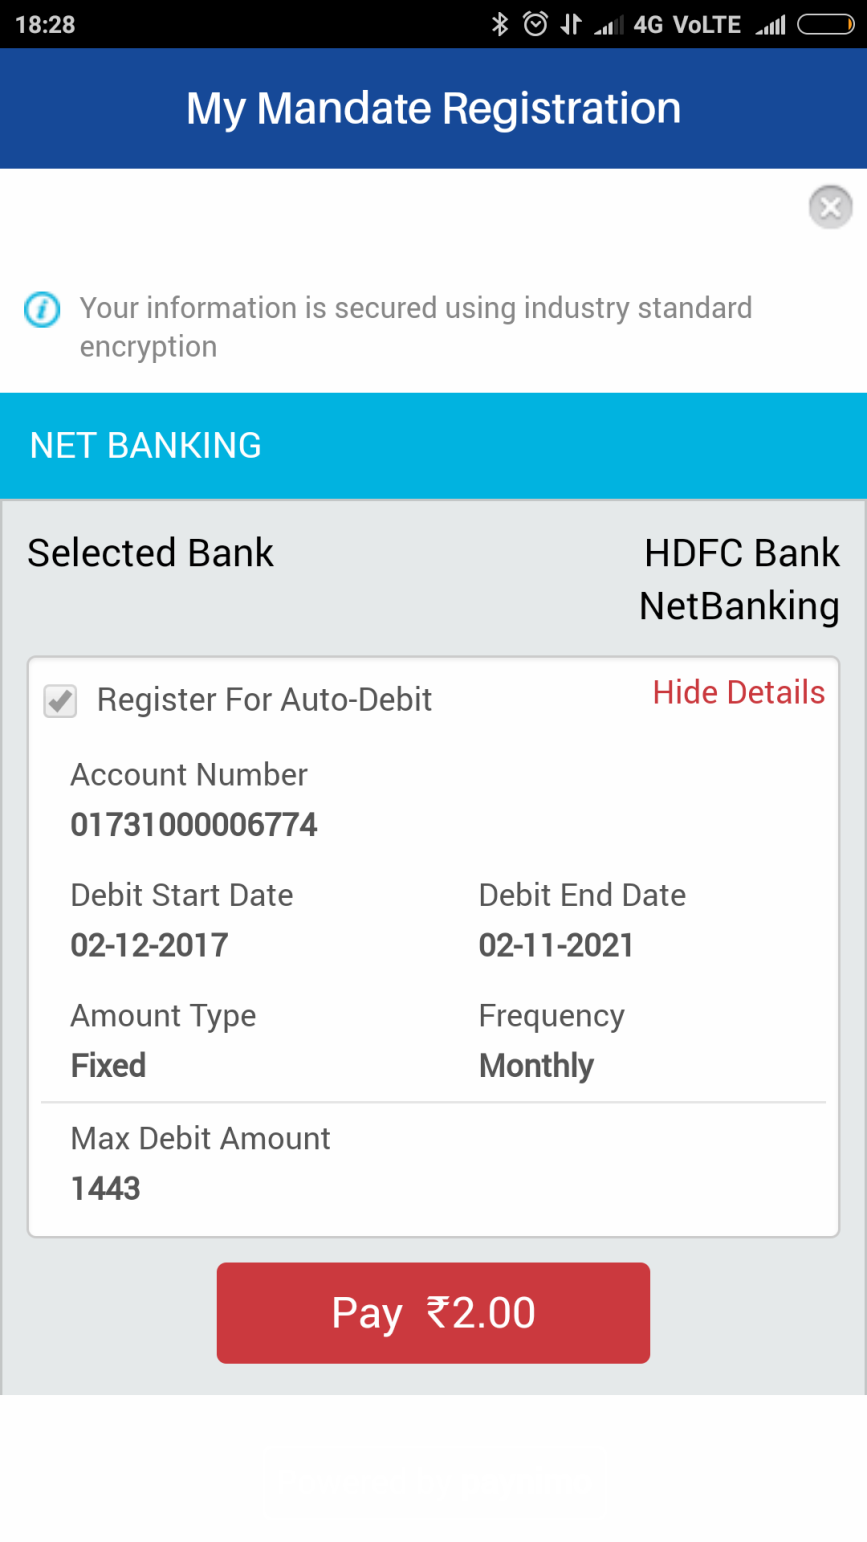 18:28 4G VoLTE
My Mandate Registration
Your information is secured using industry standard
encryption
NET BANKING
Selected Bank HDFC Bank
NetBanking
Register For Auto-Debit Hide Details
Account Number
01731000006774
Debit Start Date Debit End Date
02-12-2017 02-11-2021
Amount Type Frequency
Fixed Monthly
Max Debit Amount
1443
Pay ₹2.00